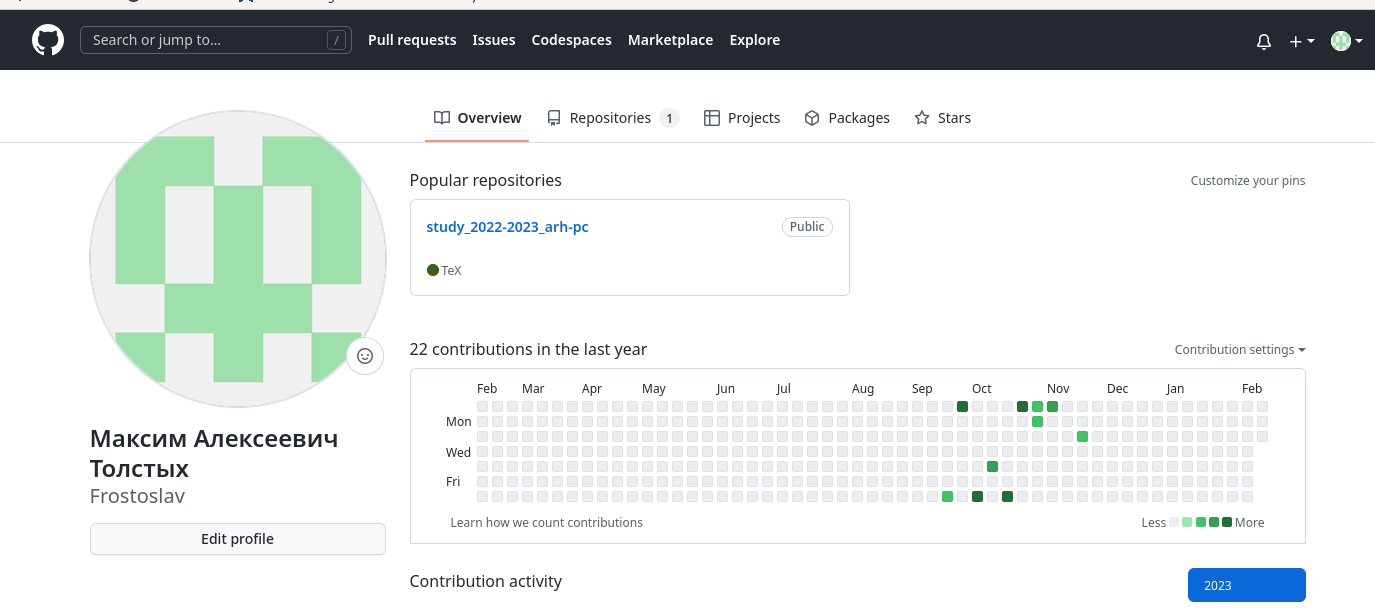 Search or jump to... / Pull requests Issues Codespaces Marketplace Explore
Overview Repositories 1 Projects Packages Stars
Popular repositories Customize your pins
study_2022-2023_arh-pc Public
TeX
22 contributions in the last year Contribution settings
Feb Mar Apr May Jun Jul Aug Sep Oct Nov Dec Jan Feb
Mon
Wed
Fri
Learn how we count contributions Less More
Максим Алексеевич
Толстых
Frostoslav
Edit profile
Contribution activity 2023